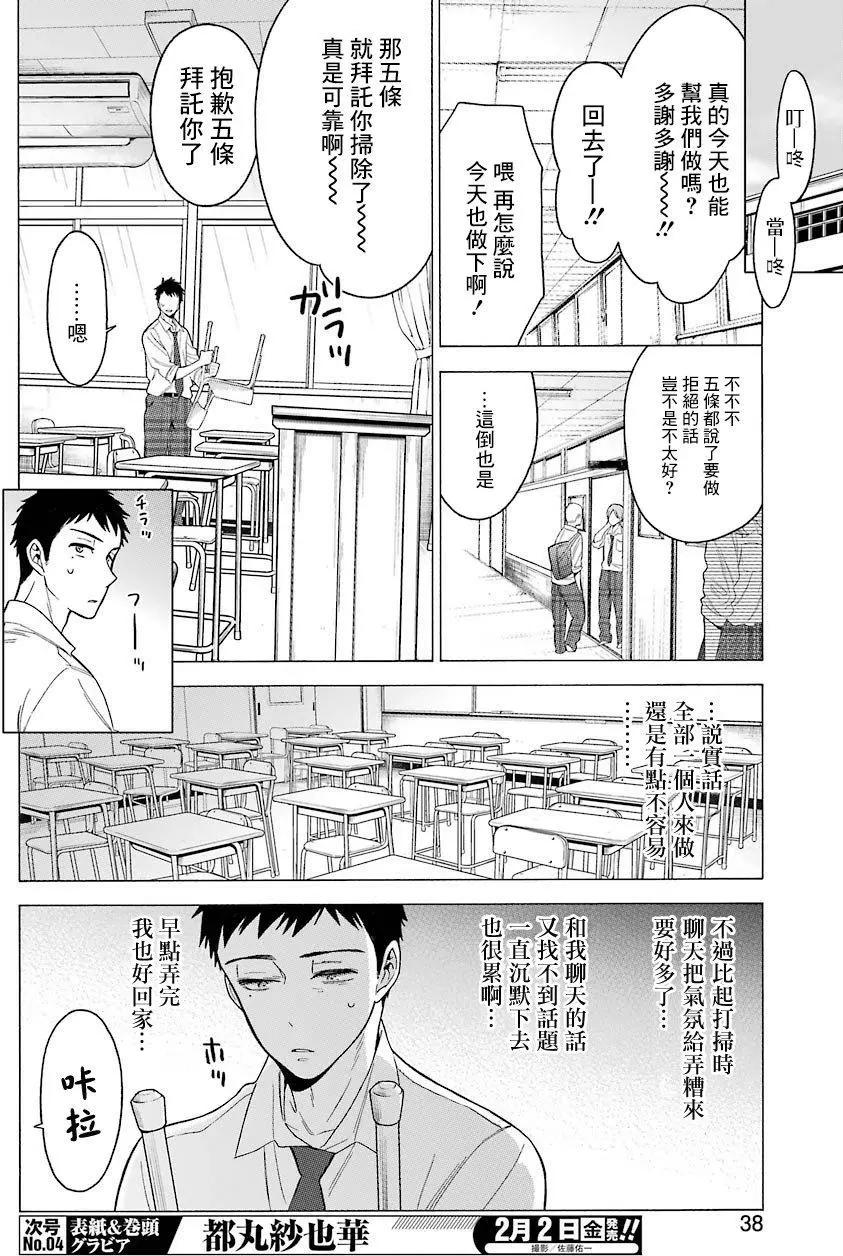 叮ー咚
當ー咚
真的今天也能
幫我們做嗎?
多謝多謝~~!!
回去了ー!!
喂 再怎麼說
今天也做下啊!
不不不
五條都說了要做
拒絕的話
豈不是不太好?
…這倒也是
那五條
就拜託你掃除了~~
真是可靠啊~~
抱歉五條
拜託你了
ガラッ
……嗯
チラッ
…說實話
全部一個人來做
還是有點不容易
………
不過比起打掃時
聊天把氣氛給弄糟來
要好多了…
和我聊天的話
又找不到話題
一直沉默下去
也很累啊…
早點弄完
我也好回家…
ホッ
咔拉
38
次号
No.04
表紙&巻頭
グラビア
都丸紗也華
2月2日金発売!!
撮影／佐藤佑一